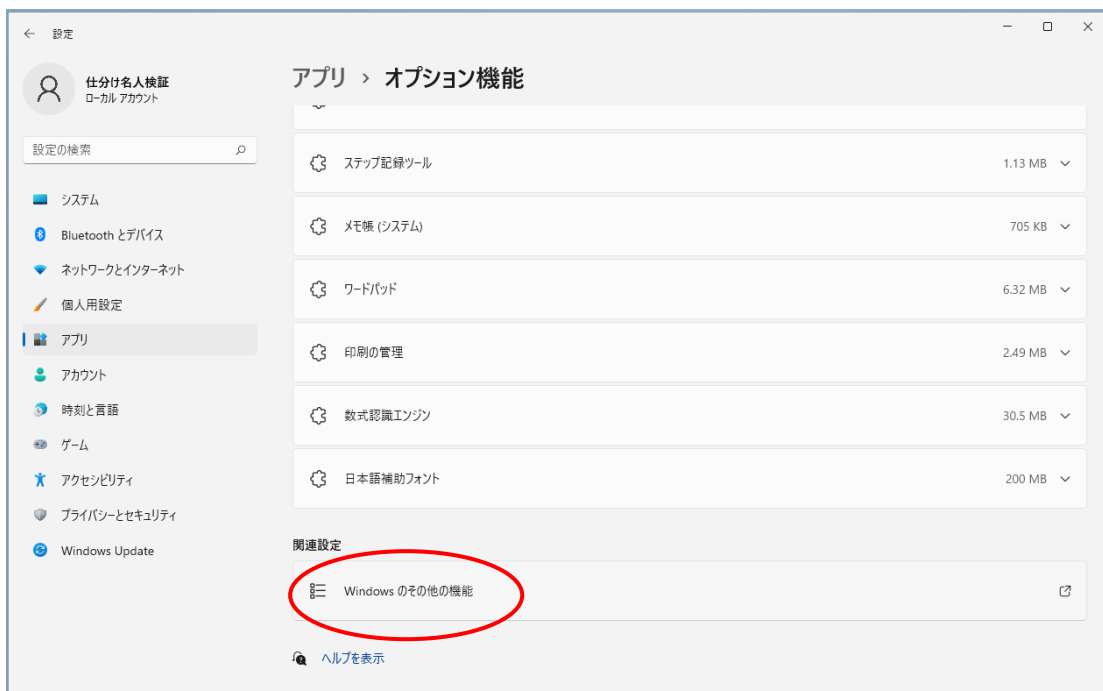 設定
仕分け名人検証
ローカル アカウント
設定の検索
システム
Bluetooth とデバイス
ネットワークとインターネット
個人用設定
アプリ
アカウント
時刻と言語
ゲーム
アクセシビリティ
プライバシーとセキュリティ
Windows Update
アプリ › オプション機能
ステップ記録ツール 1.13 MB
メモ帳 (システム) 705 KB
ワードパッド 6.32 MB
印刷の管理 2.49 MB
数式認識エンジン 30.5 MB
日本語補助フォント 200 MB
関連設定
Windows のその他の機能
ヘルプを表示